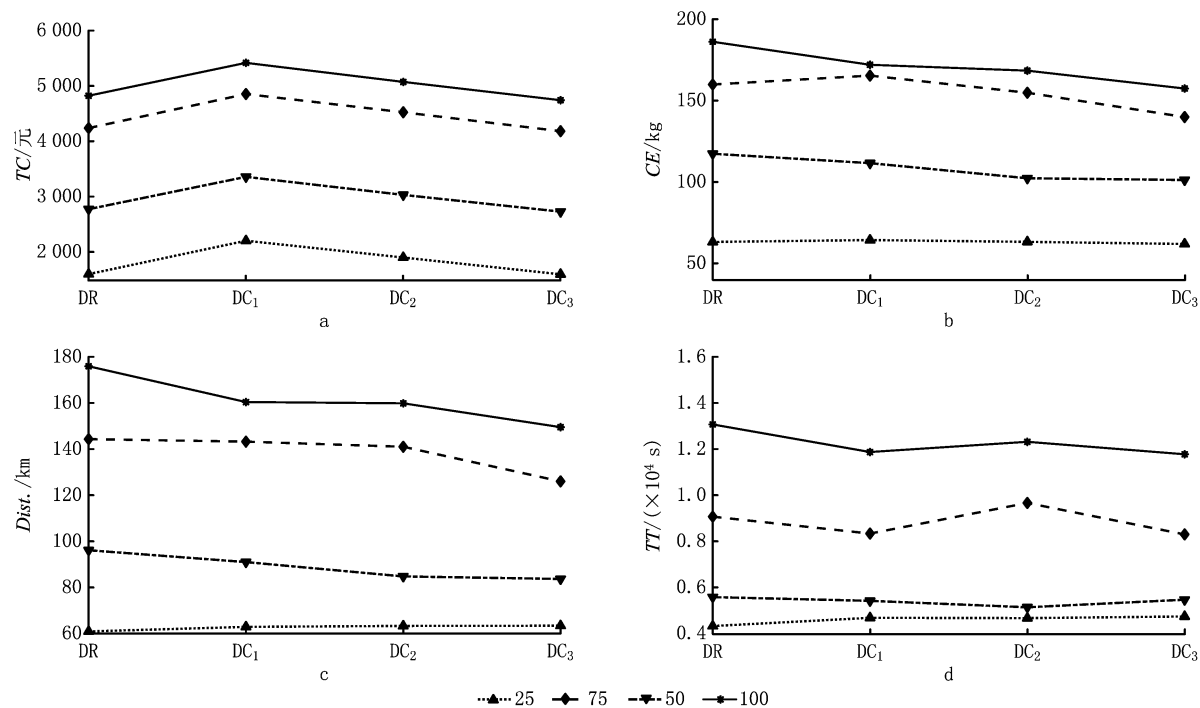 TC/元
6 000
5 000
4 000
3 000
2 000
DR DC₁ DC₂ DC₃
a
CE/kg
200
150
100
50
DR DC₁ DC₂ DC₃
b
Dist./km
180
160
140
120
100
80
60
DR DC₁ DC₂ DC₃
c
TT/(×10⁴ s)
1.6
1.4
1.2
1.0
0.8
0.6
0.4
DR DC₁ DC₂ DC₃
d
25 75 50 100